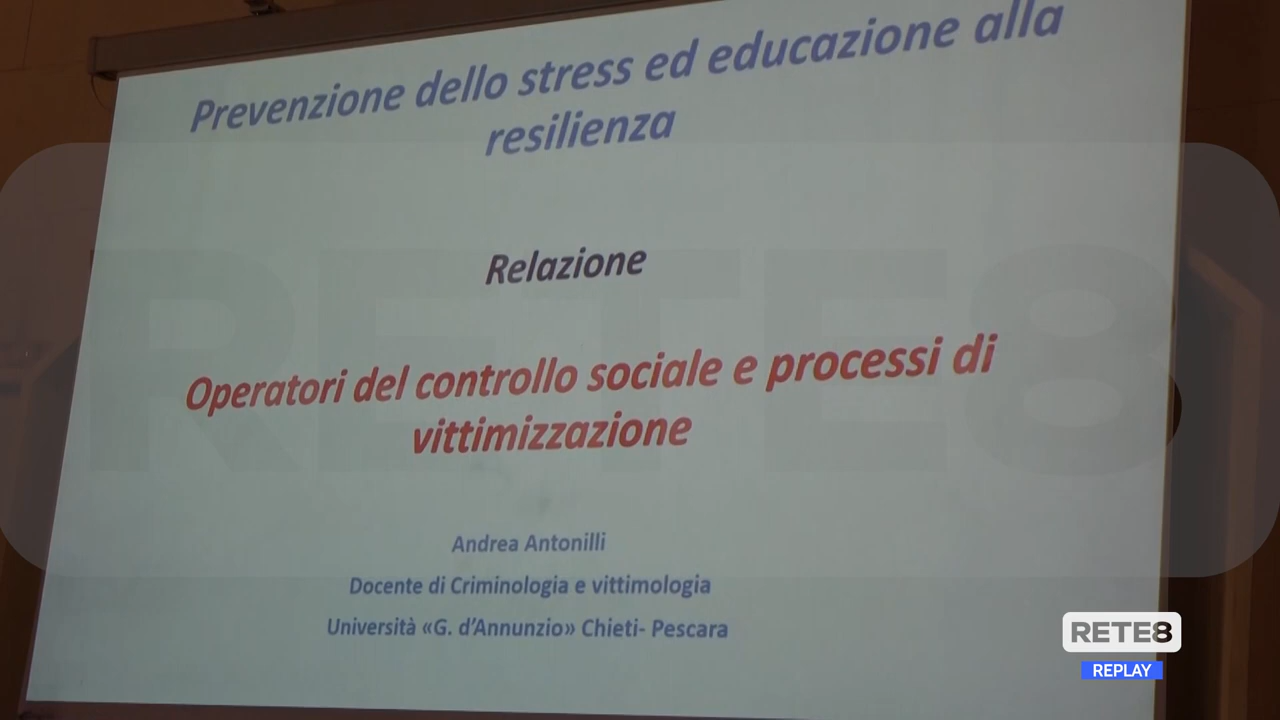 Prevenzione dello stress ed educazione alla
resilienza
Relazione
Operatori del controllo sociale e processi di
vittimizzazione
Andrea Antonilli
Docente di Criminologia e vittimologia
Università «G. d'Annunzio» Chieti- Pescara
RETE8
RETE8
REPLAY